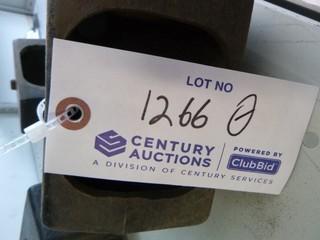 LOT NO
1266
CENTURY AUCTIONS
POWERED BY
ClubBid
A DIVISION OF CENTURY SERVICES